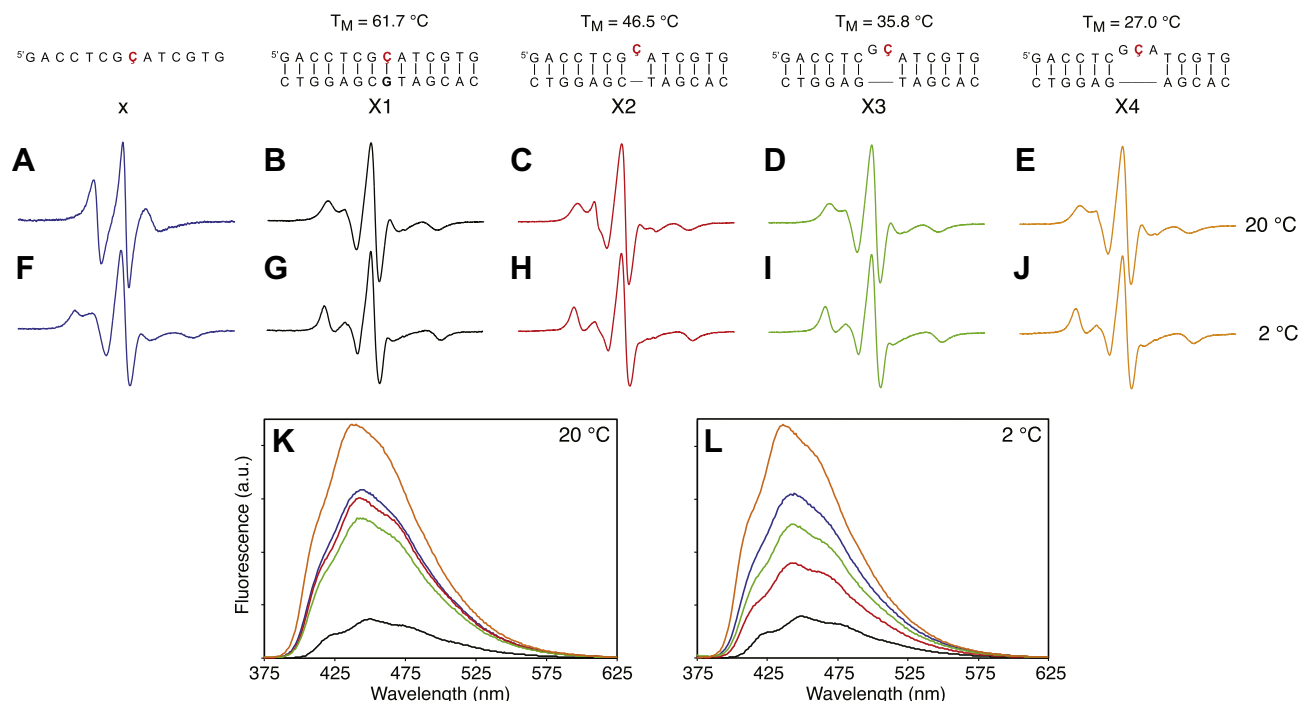 T_M = 61.7 °C T_M = 46.5 °C T_M = 35.8 °C T_M = 27.0 °C
5'G A C C T C G Ç A T C G T G
5'G A C C T C G Ç A T C G T G
C T G G A G C G T A G C A C
5'G A C C T C G Ç A T C G T G
C T G G A G C T A G C A C
5'G A C C T C G Ç A T C G T G
C T G G A G T A G C A C
5'G A C C T C G Ç A T C G T G
C T G G A G A G C A C
x X1 X2 X3 X4
A B C D E 20 °C
F G H I J 2 °C
K 20 °C
Fluorescence (a.u.)
375 425 475 525 575 625
Wavelength (nm)
L 2 °C
375 425 475 525 575 625
Wavelength (nm)